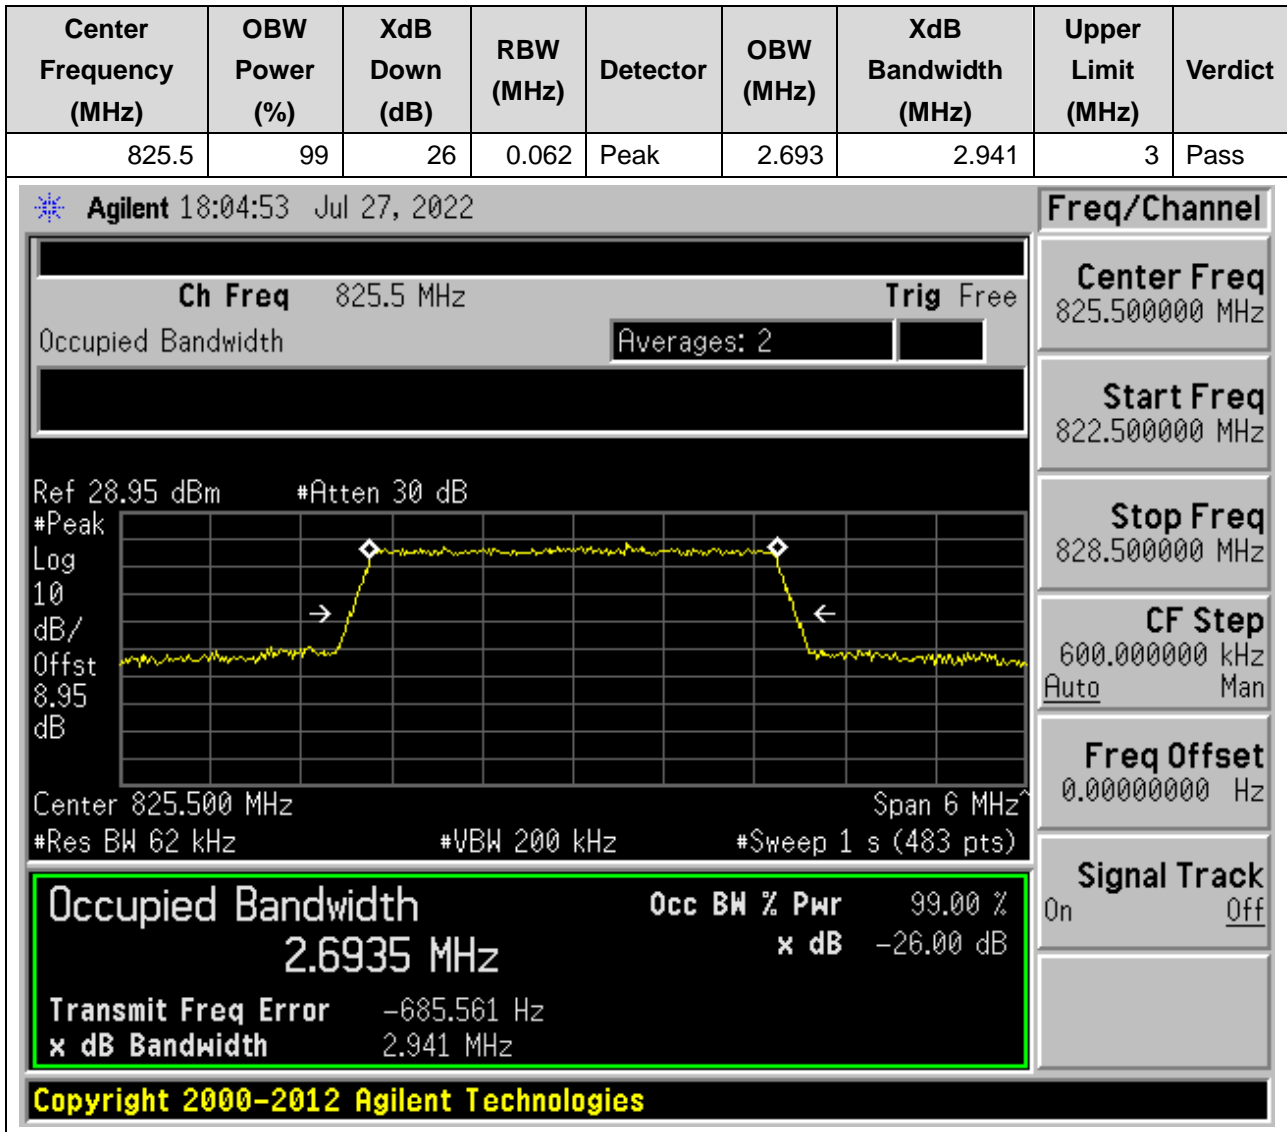 Center Frequency (MHz) OBW Power (%) XdB Down (dB) RBW (MHz) Detector OBW (MHz) XdB Bandwidth (MHz) Upper Limit (MHz) Verdict
825.5 99 26 0.062 Peak 2.693 2.941 3 Pass
Agilent 18:04:53 Jul 27, 2022
Freq/Channel
Ch Freq 825.5 MHz Trig Free
Occupied Bandwidth Averages: 2
Center Freq
825.500000 MHz
Start Freq
822.500000 MHz
Stop Freq
828.500000 MHz
CF Step
600.000000 kHz
Auto Man
Freq Offset
0.00000000 Hz
Signal Track
On Off
Ref 28.95 dBm #Atten 30 dB
#Peak
Log
10
dB/
Offst
8.95
dB
Center 825.500 MHz Span 6 MHz^
#Res BW 62 kHz #VBW 200 kHz #Sweep 1 s (483 pts)
Occupied Bandwidth
2.6935 MHz
Occ BW % Pwr 99.00 %
x dB -26.00 dB
Transmit Freq Error -685.561 Hz
x dB Bandwidth 2.941 MHz
Copyright 2000-2012 Agilent Technologies